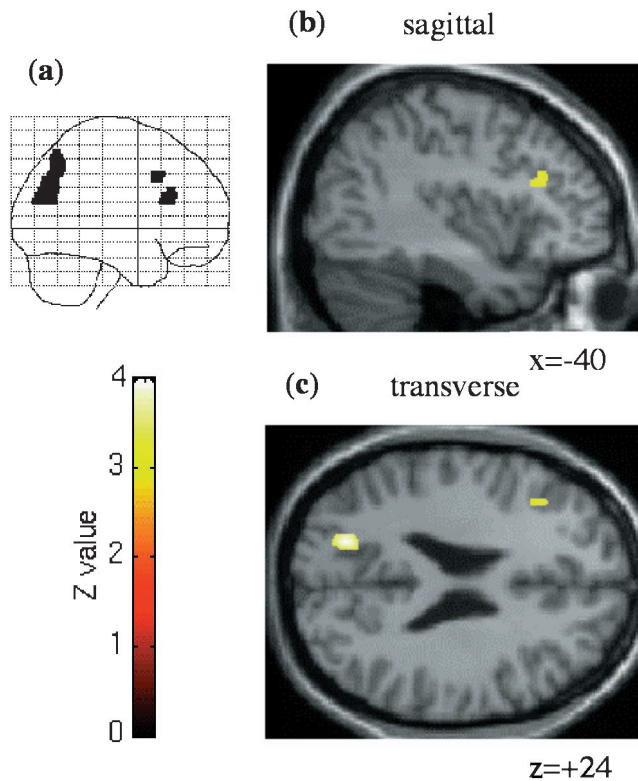 (b) sagittal
(a)
x=-40
(c) transverse
4
3
2
1
0
Z value
z=+24